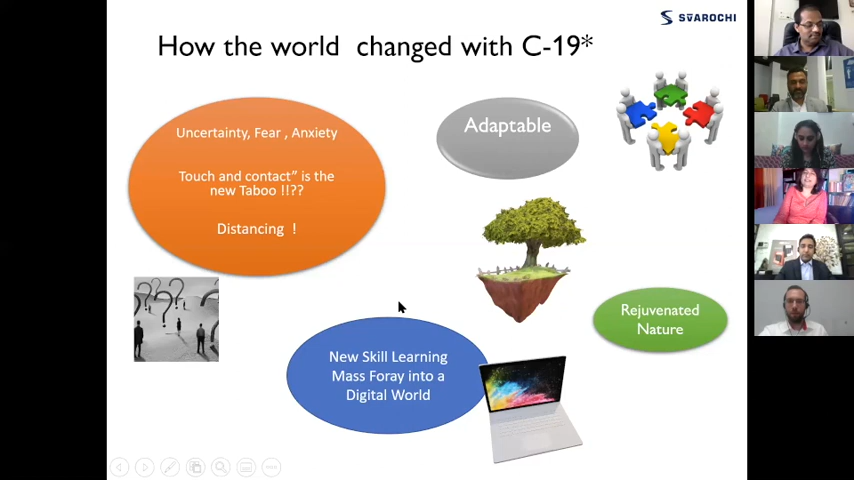 SVAROCHI
How the world changed with C-19*
Uncertainty, Fear , Anxiety
Touch and contact” is the
new Taboo !!??
Distancing !
Adaptable
Rejuvenated
Nature
New Skill Learning
Mass Foray into a
Digital World